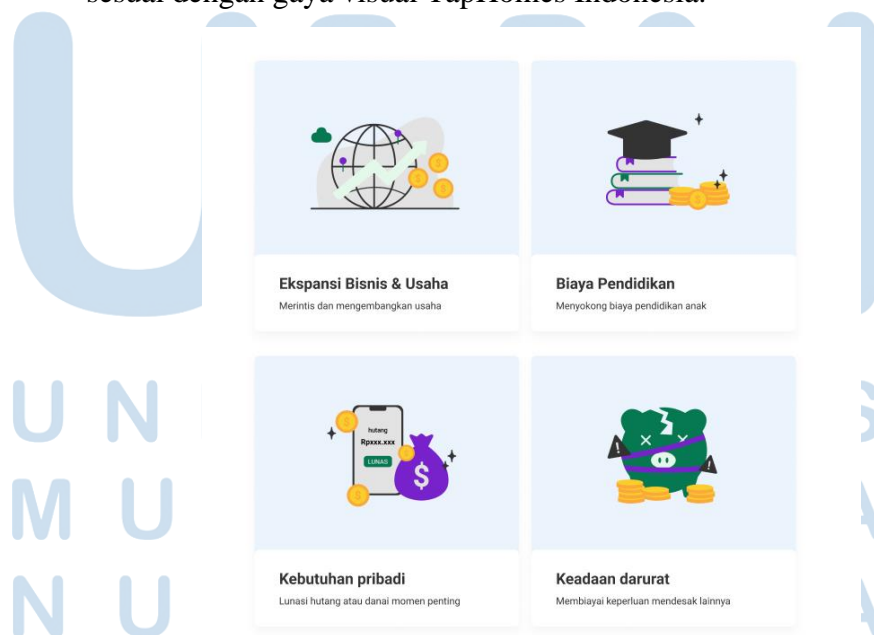 sesuai dengan gaya visual TapHomes Indonesia.
Ekspansi Bisnis & Usaha
Merintis dan mengembangkan usaha
Biaya Pendidikan
Menyokong biaya pendidikan anak
hutang
Rpxxx.xxx
LUNAS
$
Kebutuhan pribadi
Lunasi hutang atau danai momen penting
Keadaan darurat
Membiayai keperluan mendesak lainnya
U N
M U
N U